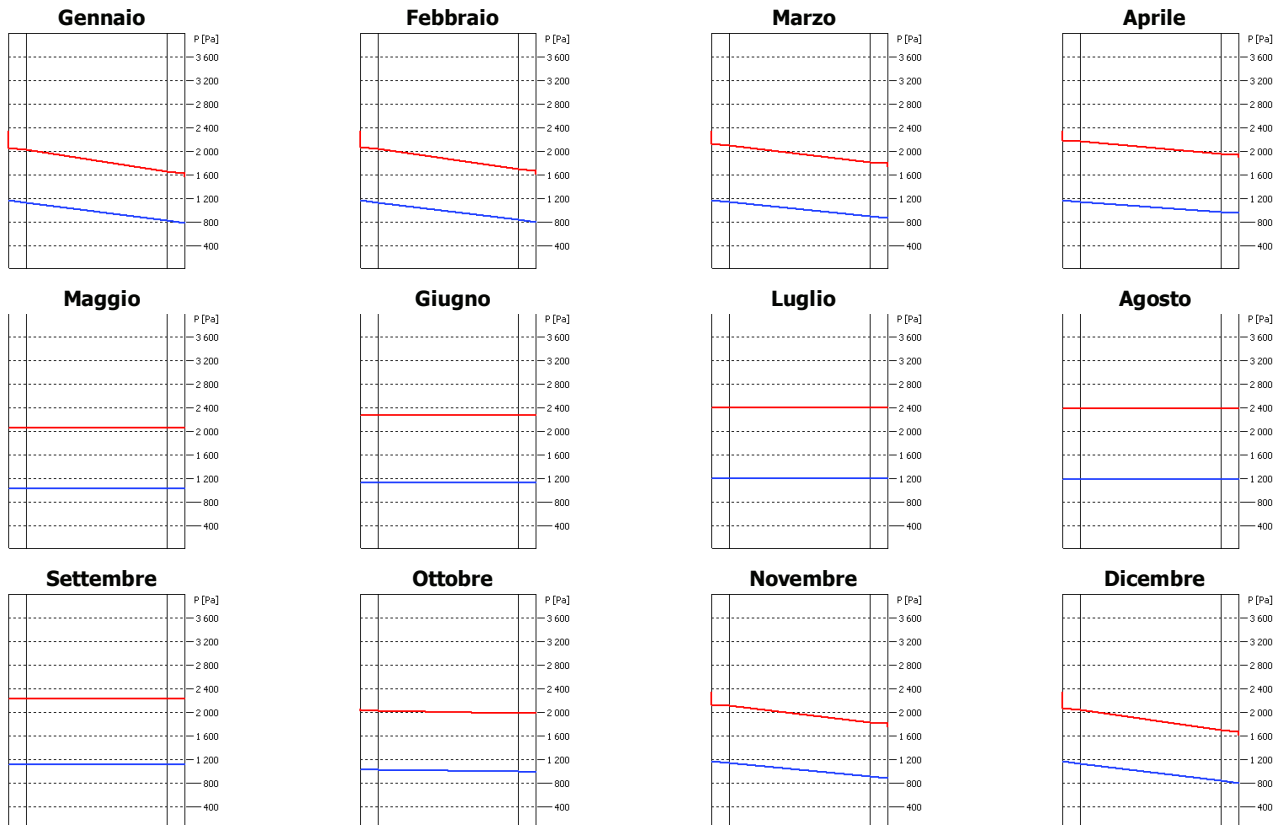 Gennaio Febbraio Marzo Aprile
P [Pa] P [Pa] P [Pa] P [Pa]
3 600 3 600 3 600 3 600
3 200 3 200 3 200 3 200
2 800 2 800 2 800 2 800
2 400 2 400 2 400 2 400
2 000 2 000 2 000 2 000
1 600 1 600 1 600 1 600
1 200 1 200 1 200 1 200
800 800 800 800
400 400 400 400
Maggio Giugno Luglio Agosto
P [Pa] P [Pa] P [Pa] P [Pa]
3 600 3 600 3 600 3 600
3 200 3 200 3 200 3 200
2 800 2 800 2 800 2 800
2 400 2 400 2 400 2 400
2 000 2 000 2 000 2 000
1 600 1 600 1 600 1 600
1 200 1 200 1 200 1 200
800 800 800 800
400 400 400 400
Settembre Ottobre Novembre Dicembre
P [Pa] P [Pa] P [Pa] P [Pa]
3 600 3 600 3 600 3 600
3 200 3 200 3 200 3 200
2 800 2 800 2 800 2 800
2 400 2 400 2 400 2 400
2 000 2 000 2 000 2 000
1 600 1 600 1 600 1 600
1 200 1 200 1 200 1 200
800 800 800 800
400 400 400 400